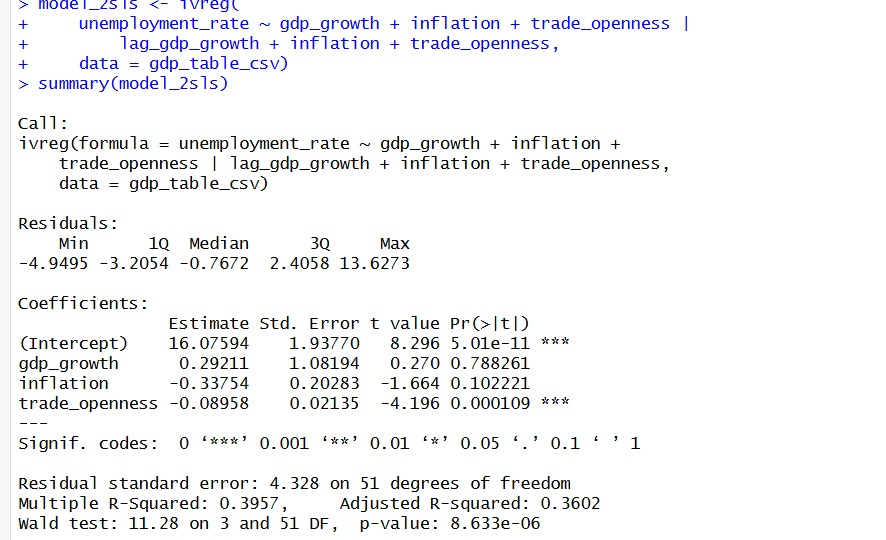 > model_2sls <- ivreg(
+     unemployment_rate ~ gdp_growth + inflation + trade_openness |
+         lag_gdp_growth + inflation + trade_openness,
+     data = gdp_table_csv)
> summary(model_2sls)

Call:
ivreg(formula = unemployment_rate ~ gdp_growth + inflation +
    trade_openness | lag_gdp_growth + inflation + trade_openness,
    data = gdp_table_csv)

Residuals:
    Min      1Q  Median      3Q     Max
-4.9495 -3.2054 -0.7672  2.4058 13.6273

Coefficients:
               Estimate Std. Error t value Pr(>|t|)
(Intercept)    16.07594    1.93770   8.296 5.01e-11 ***
gdp_growth      0.29211    1.08194   0.270 0.788261
inflation      -0.33754    0.20283  -1.664 0.102221
trade_openness -0.08958    0.02135  -4.196 0.000109 ***
---
Signif. codes:  0 ‘***’ 0.001 ‘**’ 0.01 ‘*’ 0.05 ‘.’ 0.1 ‘ ’ 1

Residual standard error: 4.328 on 51 degrees of freedom
Multiple R-Squared: 0.3957,     Adjusted R-squared: 0.3602
Wald test: 11.28 on 3 and 51 DF,  p-value: 8.633e-06